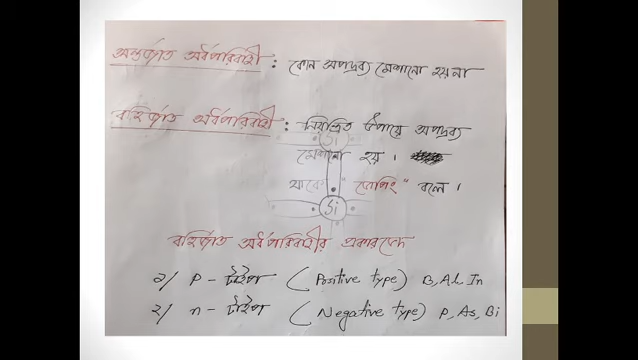 অন্তর্জাত অর্ধপরিবাহী : কোন অপদ্রব্য মেশানো হয় না
বহির্জাত অর্ধপরিবাহী : নিয়ন্ত্রিত উপায়ে অপদ্রব্য
Si
মেশানো হয় ।
যাকে "ডোপিং" বলে ।
Si
বহির্জাত অর্ধপরিবাহীর প্রকারভেদ
১/ P - টাইপ (Positive type) B, Al, In
২/ n - টাইপ (Negative type) P, As, Bi